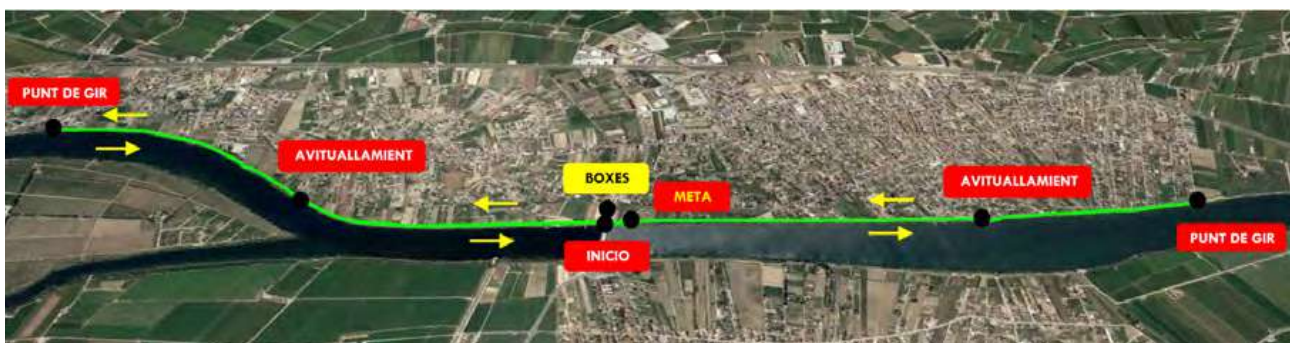 PUNT DE GIR
AVITUALLAMIENT
BOXES
META
AVITUALLAMIENT
INICIO
PUNT DE GIR